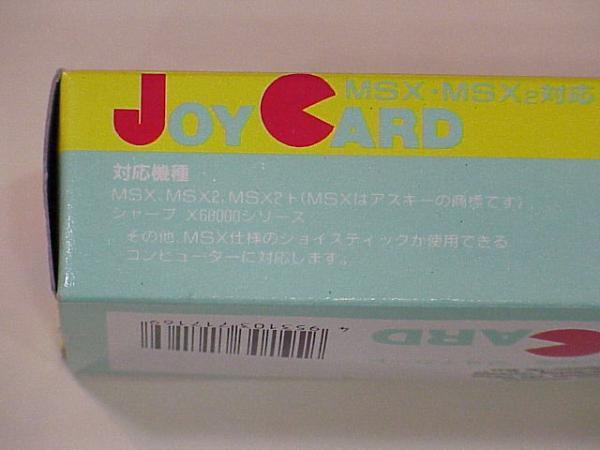 JOY CARD
MSX・MSX2対応
対応機種
MSX、MSX2、MSX2+（MSXはアスキーの商標です）
シャープ X68000シリーズ
その他、MSX仕様のジョイスティックが使用できる
コンピューターに対応します。
CARD
4953103717165